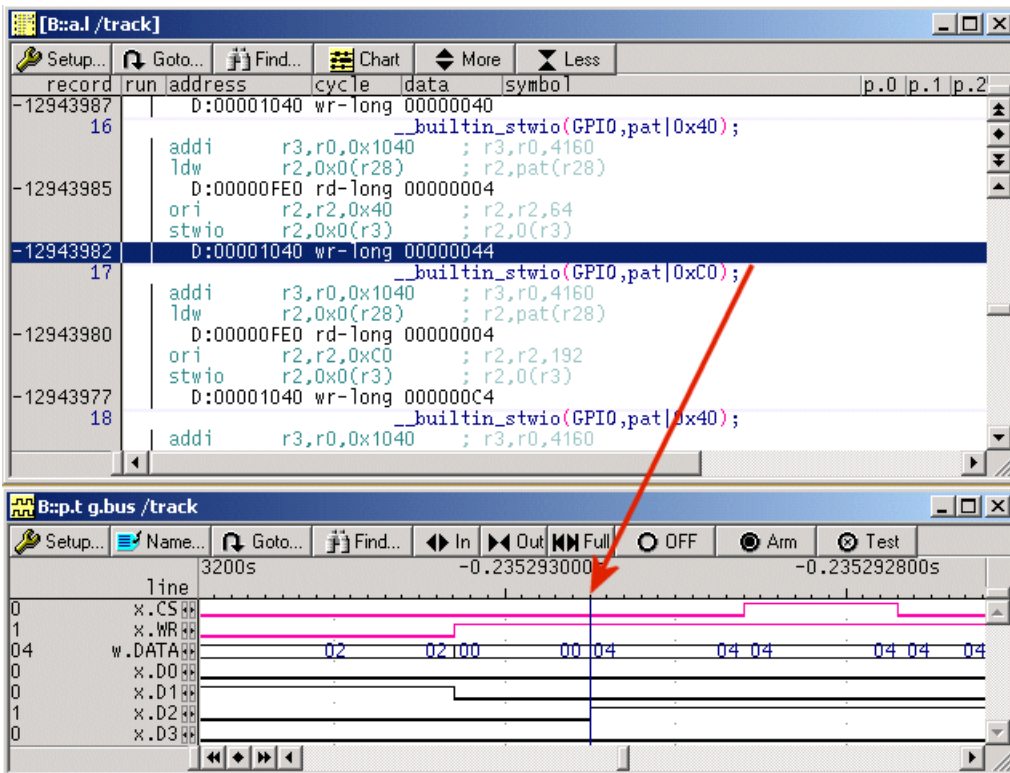 [B::a.l /track]
Setup... Goto... Find... Chart More Less
record run address cycle data symbol p.0 p.1 p.2
-12943987 D:00001040 wr-long 00000040
16 __builtin_stwio(GPIO,pat|0x40);
addi r3,r0,0x1040 ; r3,r0,4160
ldw r2,0x0(r28) ; r2,pat(r28)
-12943985 D:00000FE0 rd-long 00000004
ori r2,r2,0x40 ; r2,r2,64
stwio r2,0x0(r3) ; r2,0(r3)
-12943982 D:00001040 wr-long 00000044
17 __builtin_stwio(GPIO,pat|0xC0);
addi r3,r0,0x1040 ; r3,r0,4160
ldw r2,0x0(r28) ; r2,pat(r28)
-12943980 D:00000FE0 rd-long 00000004
ori r2,r2,0xC0 ; r2,r2,192
stwio r2,0x0(r3) ; r2,0(r3)
-12943977 D:00001040 wr-long 000000C4
18 __builtin_stwio(GPIO,pat|0x40);
addi r3,r0,0x1040 ; r3,r0,4160
B::p.t g.bus /track
Setup... Name... Goto... Find... In Out Full OFF Arm Test
3200s -0.235293000s -0.235292800s
line
0 x.CS
1 x.WR
04 w.DATA 02 02 00 00 04 04 04 04 04 04
0 x.D0
0 x.D1
1 x.D2
0 x.D3